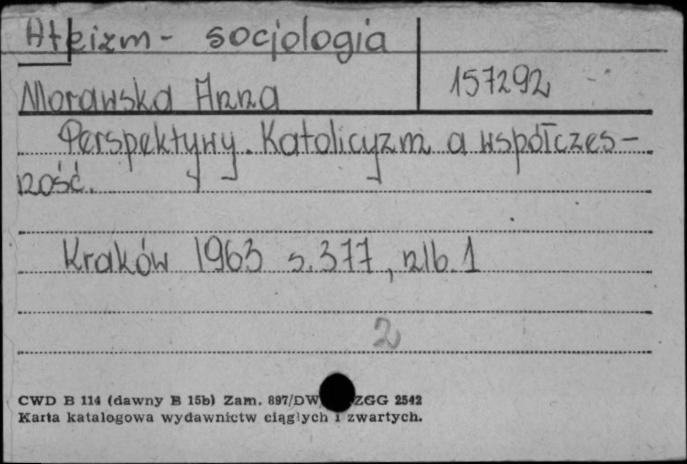 Ateizm - socjologia
Morawska Anna 157292
Perspektywy. Katolicyzm a współczes-
ność.
Kraków 1963 s. 377, nlb. 1
2
CWD B 114 (dawny B 15b) Zam. 897/DW ZGG 2542
Karta katalogowa wydawnictw ciągłych i zwartych.